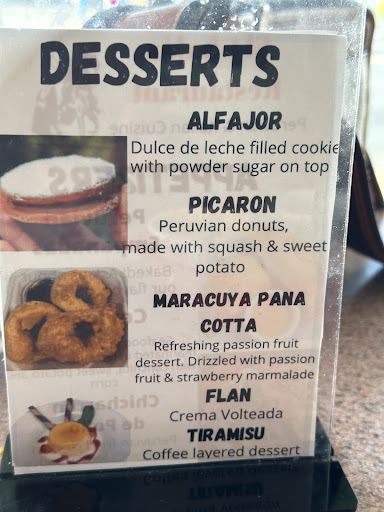 DESSERTS
ALFAJOR
Dulce de leche filled cookie
with powder sugar on top
PICARON
Peruvian donuts,
made with squash & sweet
potato
MARACUYA PANA
COTTA
Refreshing passion fruit
dessert, Drizzled with passion
fruit & strawberry marmalade
FLAN
Crema Volteada
TIRAMISU
Coffee layered dessert